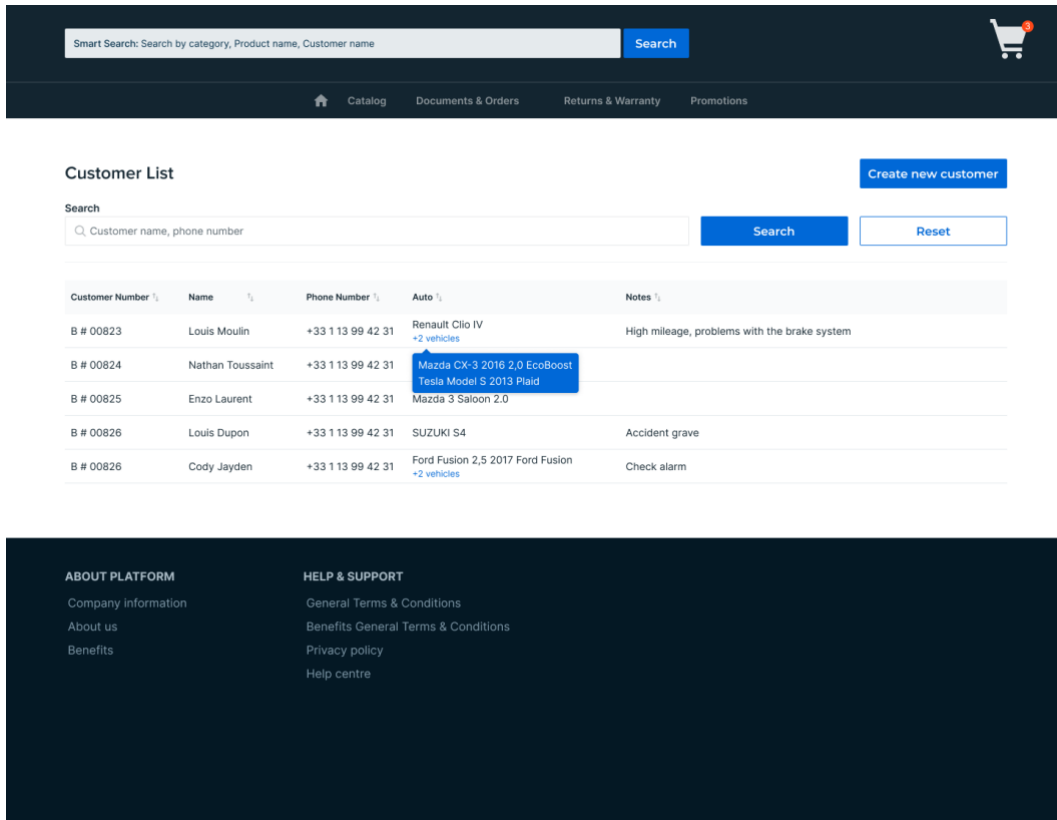 3
Smart Search: Search by category, Product name, Customer name Search
Catalog Documents & Orders Returns & Warranty Promotions
Customer List Create new customer
Search
Customer name, phone number Search Reset
Customer Number Name Phone Number Auto Notes
B # 00823 Louis Moulin +33 1 13 99 42 31 Renault Clio IV High mileage, problems with the brake system
+2 vehicles
B # 00824 Nathan Toussaint +33 1 13 99 42 31 Mazda CX-3 2016 2,0 EcoBoost
Tesla Model S 2013 Plaid
B # 00825 Enzo Laurent +33 1 13 99 42 31 Mazda 3 Saloon 2.0
B # 00826 Louis Dupon +33 1 13 99 42 31 SUZUKI S4 Accident grave
B # 00826 Cody Jayden +33 1 13 99 42 31 Ford Fusion 2,5 2017 Ford Fusion Check alarm
+2 vehicles
ABOUT PLATFORM HELP & SUPPORT
Company information General Terms & Conditions
About us Benefits General Terms & Conditions
Benefits Privacy policy
Help centre